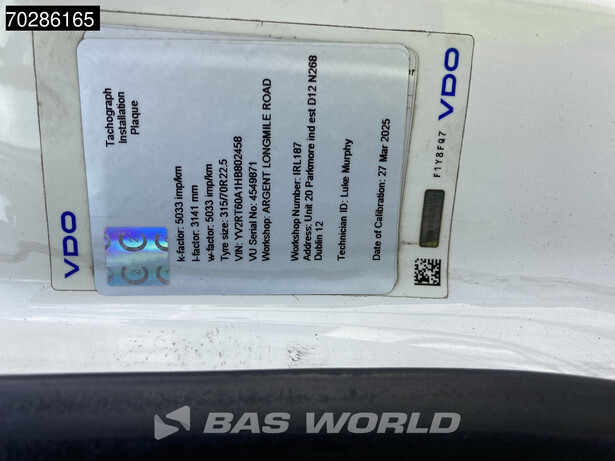 70286165
VDO
Tachograph
Installation
Plaque
k-factor: 5033 imp/km
l-factor: 3141 mm
w-factor: 5033 imp/km
Tyre size: 315/70R22.5
VIN: YV2RT60A1HB802458
VU Serial No: 4549871
Workshop: ARGENT LONGMILE ROAD
Workshop Number: IRL187
Address: Unit 20 Parkmore ind est D12 N268
Dublin 12
Technician ID: Luke Murphy
Date of Calibration: 27 Mar 2025
VDO
F1Y8FQ7
BAS WORLD